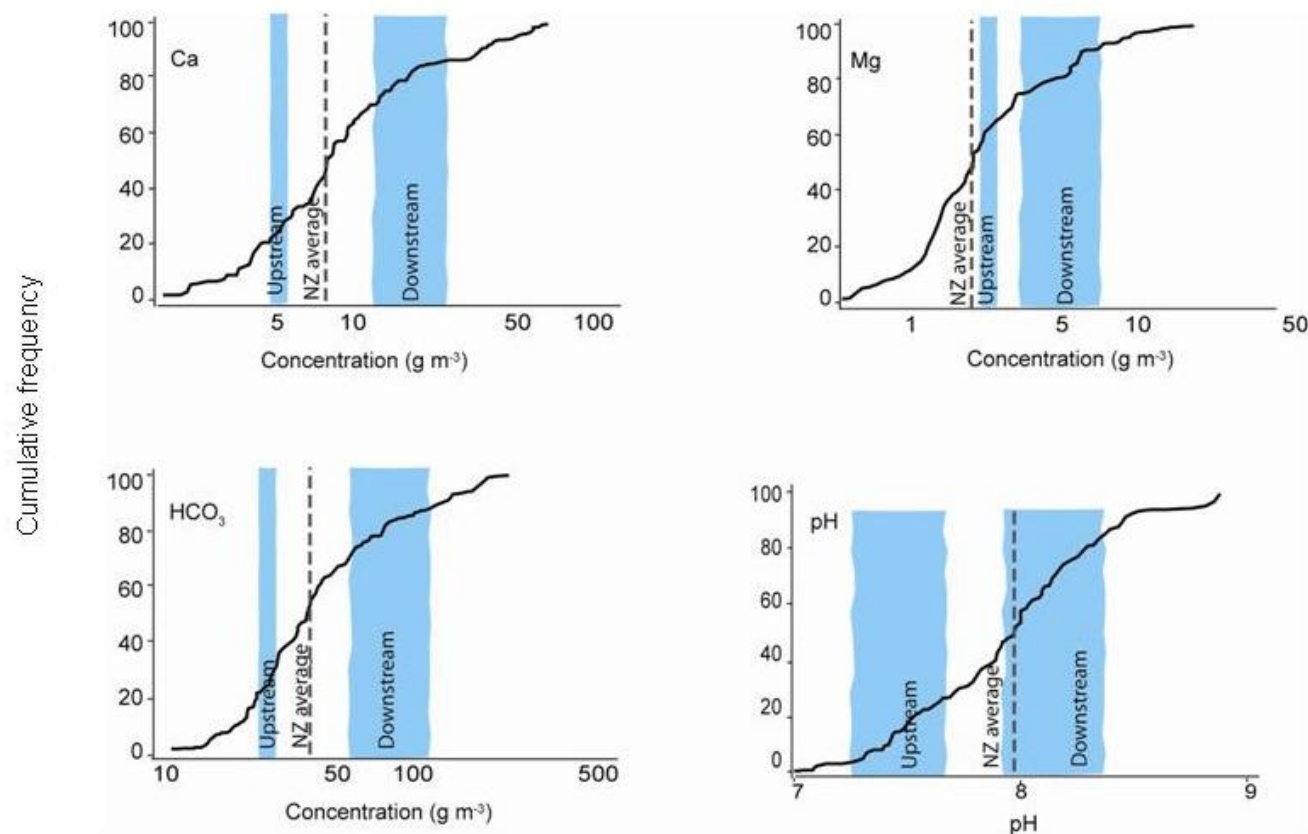 Cumulative frequency
Ca
100
80
60
40
20
0
Upstream
NZ average
Downstream
5 10 50 100
Concentration (g m-3)
Mg
100
80
60
40
20
0
NZ average
Upstream
Downstream
1 5 10 50
Concentration (g m-3)
HCO3
100
80
60
40
20
0
Upstream
NZ average
Downstream
10 50 100 500
Concentration (g m-3)
pH
100
80
60
40
20
0
Upstream
NZ average
Downstream
7 8 9
pH